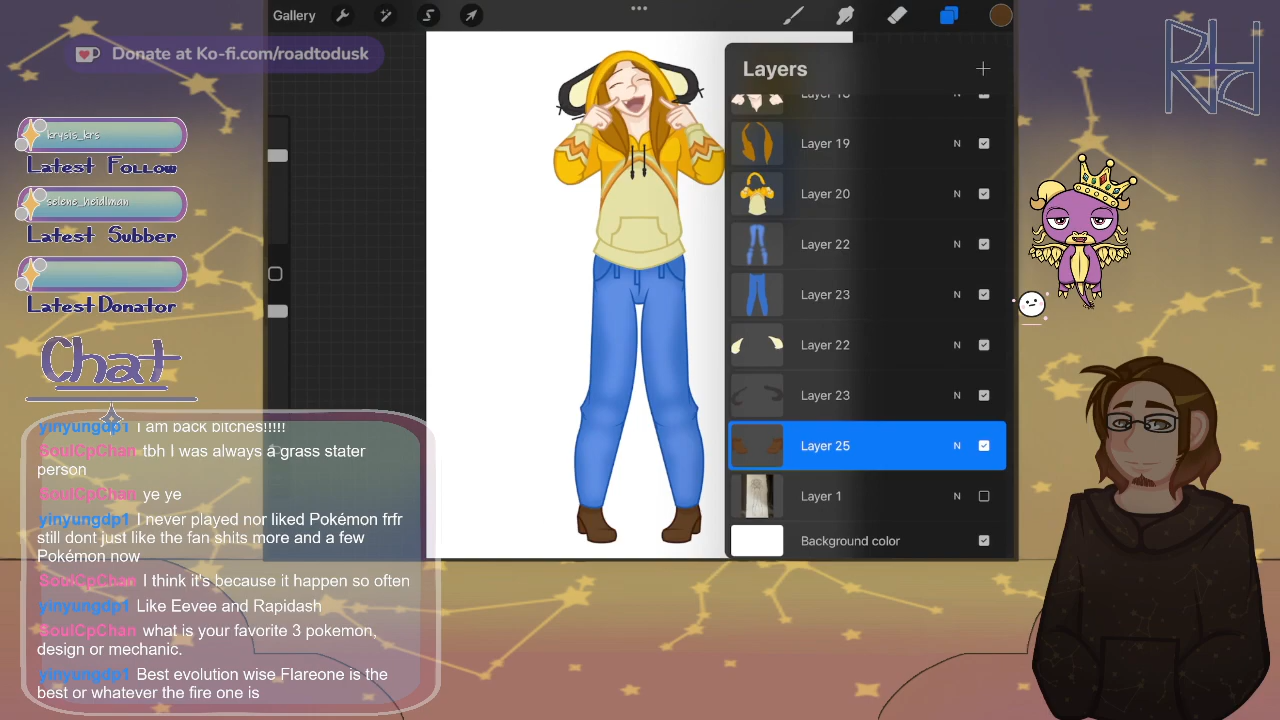 Gallery
Donate at Ko-fi.com/roadtodusk
krysis_krs
Latest Follow
selene_heidlman
Latest Subber
Latest Donator
Chat
yinyungdp1 I am back bitches!!!!!
SoulCpChan tbh I was always a grass stater
person
SoulCpChan ye ye
yinyungdp1 I never played nor liked Pokémon frfr
still dont just like the fan shits more and a few
Pokémon now
SoulCpChan I think it's because it happen so often
yinyungdp1 Like Eevee and Rapidash
SoulCpChan what is your favorite 3 pokemon,
design or mechanic.
yinyungdp1 Best evolution wise Flareone is the
best or whatever the fire one is
Layers
Layer 19 N
Layer 20 N
Layer 22 N
Layer 23 N
Layer 22 N
Layer 23 N
Layer 25 N
Layer 1 N
Background color